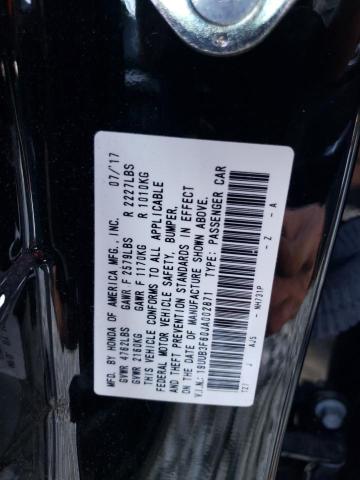 MFD. BY HONDA OF AMERICA MFG., INC. 07/17
GVWR 4762LBS GAWR F 2579LBS R 2227LBS
GVWR 2160KG GAWR F 1170KG R 1010KG
THIS VEHICLE CONFORMS TO ALL APPLICABLE
FEDERAL MOTOR VEHICLE SAFETY, BUMPER,
AND THEFT PREVENTION STANDARDS IN EFFECT
ON THE DATE OF MANUFACTURE SHOWN ABOVE.
V.I.N.: 19UUB3F60JA002871 TYPE: PASSENGER CAR
127 J A/S - NH731P - Z - A